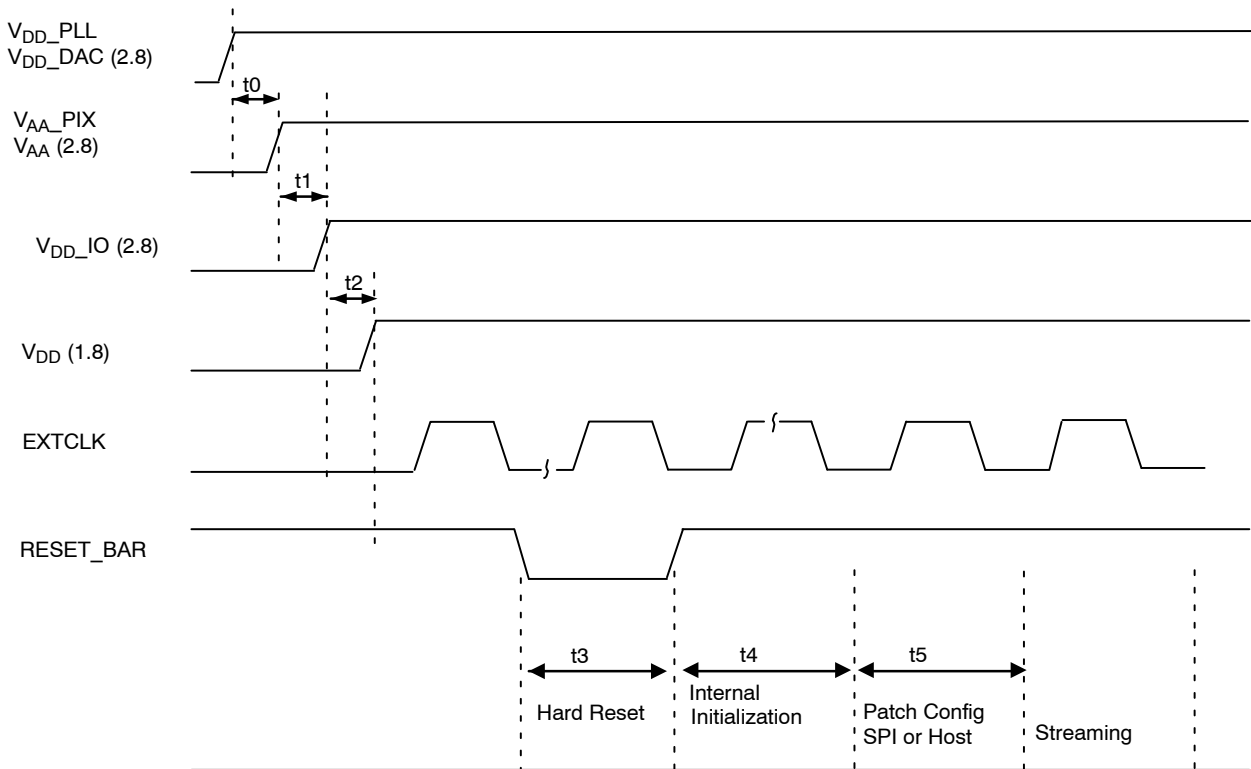 VDD_PLL
VDD_DAC (2.8)
t0
VAA_PIX
VAA (2.8)
t1
VDD_IO (2.8)
t2
VDD (1.8)
EXTCLK
RESET_BAR
t3
t4
t5
Hard Reset
Internal
Initialization
Patch Config
SPI or Host
Streaming